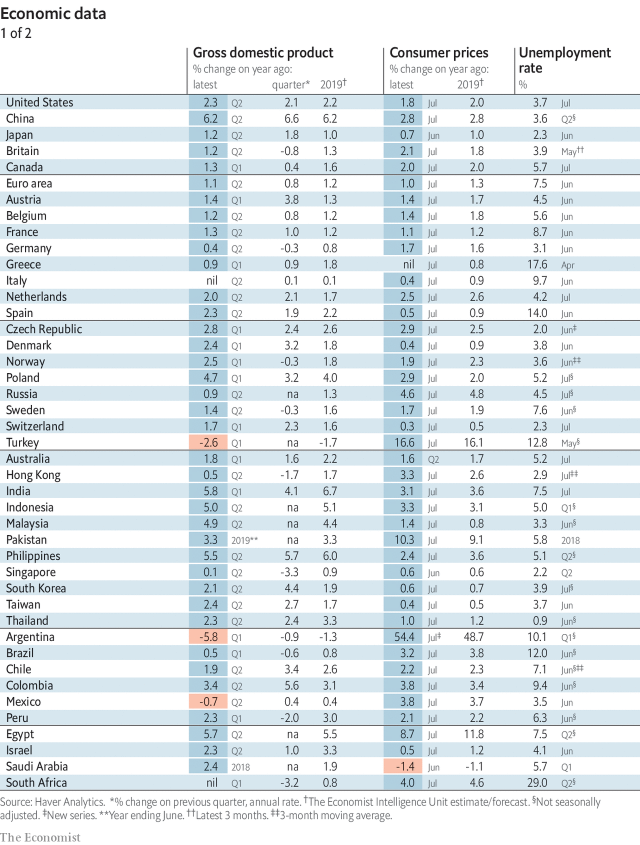 Economic data
1 of 2
Gross domestic product Consumer prices Unemployment
% change on year ago: % change on year ago: rate
latest quarter* 2019† latest 2019† %
United States 2.3 Q2 2.1 2.2 1.8 Jul 2.0 3.7 Jul
China 6.2 Q2 6.6 6.2 2.8 Jul 2.8 3.6 Q2§
Japan 1.2 Q2 1.8 1.0 0.7 Jun 1.0 2.3 Jun
Britain 1.2 Q2 -0.8 1.3 2.1 Jul 1.8 3.9 May††
Canada 1.3 Q1 0.4 1.6 2.0 Jul 2.0 5.7 Jul
Euro area 1.1 Q2 0.8 1.2 1.0 Jul 1.3 7.5 Jun
Austria 1.4 Q1 3.8 1.3 1.4 Jul 1.7 4.5 Jun
Belgium 1.2 Q2 0.8 1.2 1.4 Jul 1.8 5.6 Jun
France 1.3 Q2 1.0 1.2 1.1 Jul 1.2 8.7 Jun
Germany 0.4 Q2 -0.3 0.8 1.7 Jul 1.6 3.1 Jun
Greece 0.9 Q1 0.9 1.8 nil Jul 0.8 17.6 Apr
Italy nil Q2 0.1 0.1 0.4 Jul 0.9 9.7 Jun
Netherlands 2.0 Q2 2.1 1.7 2.5 Jul 2.6 4.2 Jul
Spain 2.3 Q2 1.9 2.2 0.5 Jul 0.9 14.0 Jun
Czech Republic 2.8 Q1 2.4 2.6 2.9 Jul 2.5 2.0 Jun‡
Denmark 2.4 Q1 3.2 1.8 0.4 Jul 0.9 3.8 Jun
Norway 2.5 Q1 -0.3 1.8 1.9 Jul 2.3 3.6 Jun‡‡
Poland 4.7 Q1 3.2 4.0 2.9 Jul 2.0 5.2 Jul§
Russia 0.9 Q2 na 1.3 4.6 Jul 4.8 4.5 Jul§
Sweden 1.4 Q2 -0.3 1.6 1.7 Jul 1.9 7.6 Jun§
Switzerland 1.7 Q1 2.3 1.6 0.3 Jul 0.5 2.3 Jul
Turkey -2.6 Q1 na -1.7 16.6 Jul 16.1 12.8 May§
Australia 1.8 Q1 1.6 2.2 1.6 Q2 1.7 5.2 Jul
Hong Kong 0.5 Q2 -1.7 1.7 3.3 Jul 2.6 2.9 Jul‡‡
India 5.8 Q1 4.1 6.7 3.1 Jul 3.6 7.5 Jul
Indonesia 5.0 Q2 na 5.1 3.3 Jul 3.1 5.0 Q1§
Malaysia 4.9 Q2 na 4.4 1.4 Jul 0.8 3.3 Jun§
Pakistan 3.3 2019** na 3.3 10.3 Jul 9.1 5.8 2018
Philippines 5.5 Q2 5.7 6.0 2.4 Jul 3.6 5.1 Q2§
Singapore 0.1 Q2 -3.3 0.9 0.6 Jun 0.6 2.2 Q2
South Korea 2.1 Q2 4.4 1.9 0.6 Jul 0.7 3.9 Jul§
Taiwan 2.4 Q2 2.7 1.7 0.4 Jul 0.5 3.7 Jun
Thailand 2.3 Q2 2.4 3.3 1.0 Jul 1.2 0.9 Jun§
Argentina -5.8 Q1 -0.9 -1.3 54.4 Jul‡ 48.7 10.1 Q1§
Brazil 0.5 Q1 -0.6 0.8 3.2 Jul 3.8 12.0 Jun§
Chile 1.9 Q2 3.4 2.6 2.2 Jul 2.3 7.1 Jun§‡‡
Colombia 3.4 Q2 5.6 3.1 3.8 Jul 3.4 9.4 Jun§
Mexico -0.7 Q2 0.4 0.4 3.8 Jul 3.7 3.5 Jun
Peru 2.3 Q1 -2.0 3.0 2.1 Jul 2.2 6.3 Jun§
Egypt 5.7 Q2 na 5.5 8.7 Jul 11.8 7.5 Q2§
Israel 2.3 Q2 1.0 3.3 0.5 Jul 1.2 4.1 Jun
Saudi Arabia 2.4 2018 na 1.9 -1.4 Jun -1.1 5.7 Q1
South Africa nil Q1 -3.2 0.8 4.0 Jul 4.6 29.0 Q2§
Source: Haver Analytics. *% change on previous quarter, annual rate. †The Economist Intelligence Unit estimate/forecast. §Not seasonally
adjusted. ‡New series. **Year ending June. ††Latest 3 months. ‡‡3-month moving average.
The Economist